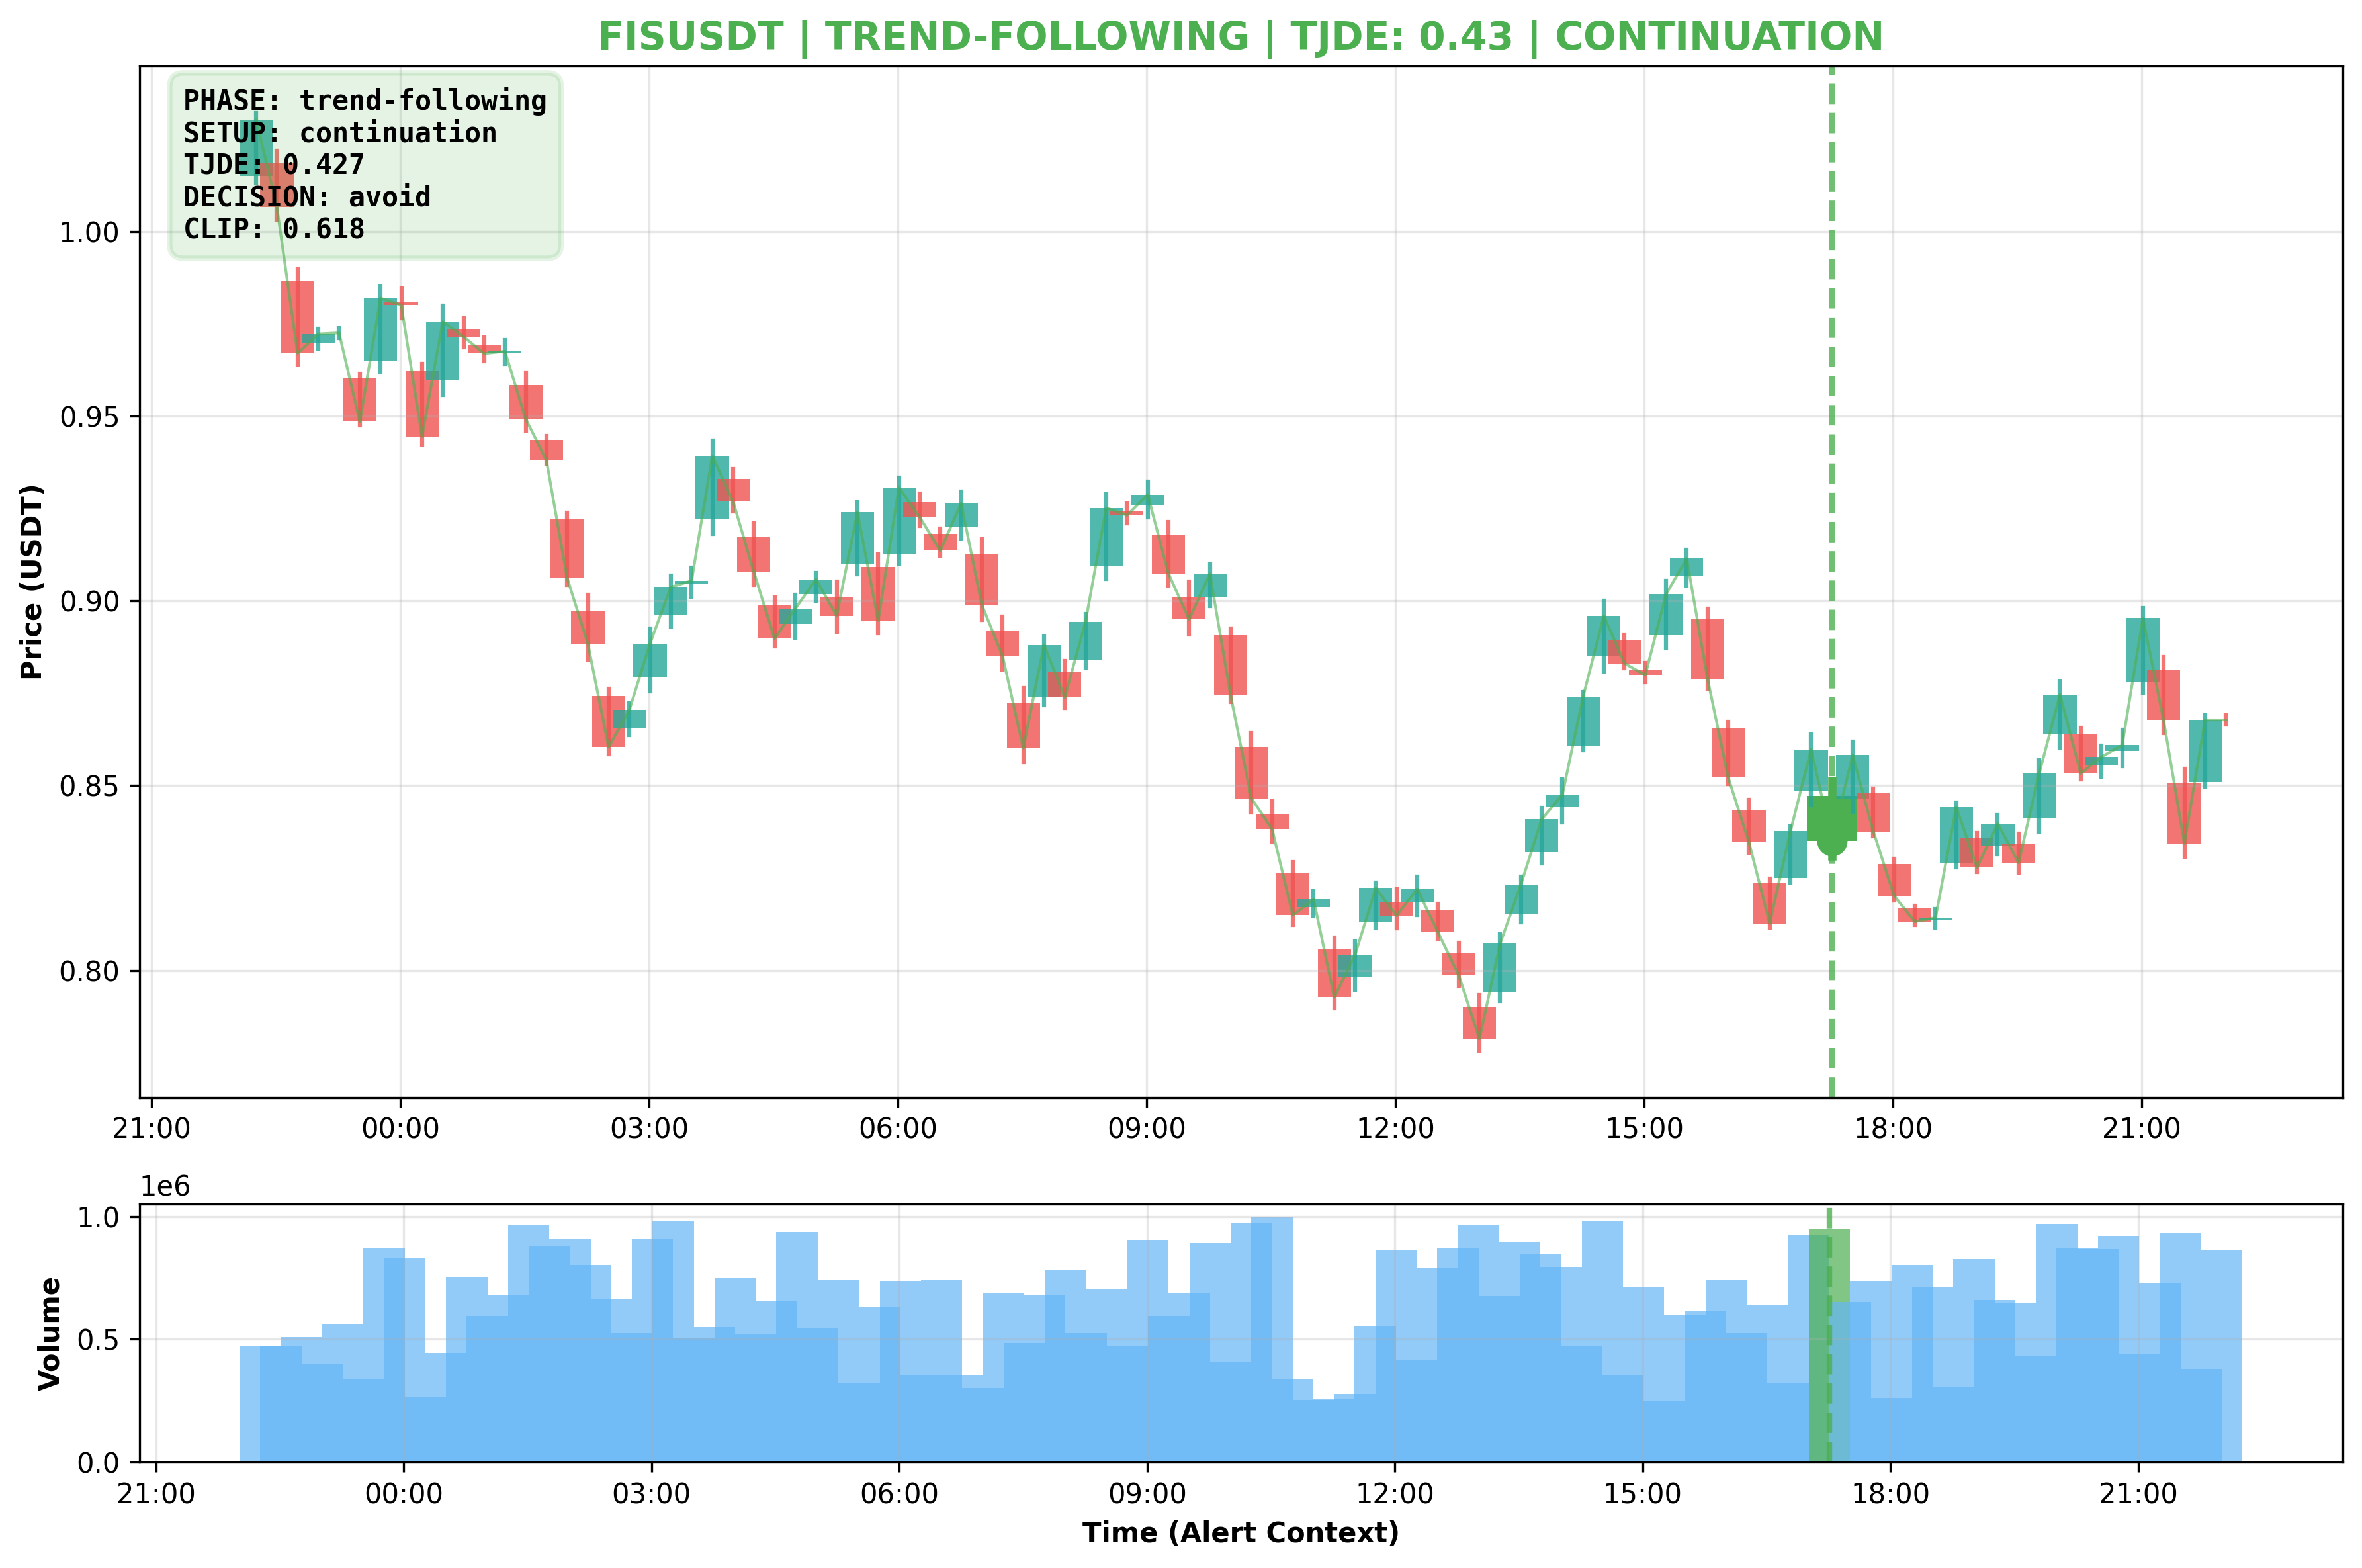 FISUSDT | TREND-FOLLOWING | TJDE: 0.43 | CONTINUATION
PHASE: trend-following
SETUP: continuation
TJDE: 0.427
DECISION: avoid
CLIP: 0.618
Price (USDT)
1.00
0.95
0.90
0.85
0.80
21:00 00:00 03:00 06:00 09:00 12:00 15:00 18:00 21:00
1e6
Volume
1.0
0.5
0.0
21:00 00:00 03:00 06:00 09:00 12:00 15:00 18:00 21:00
Time (Alert Context)